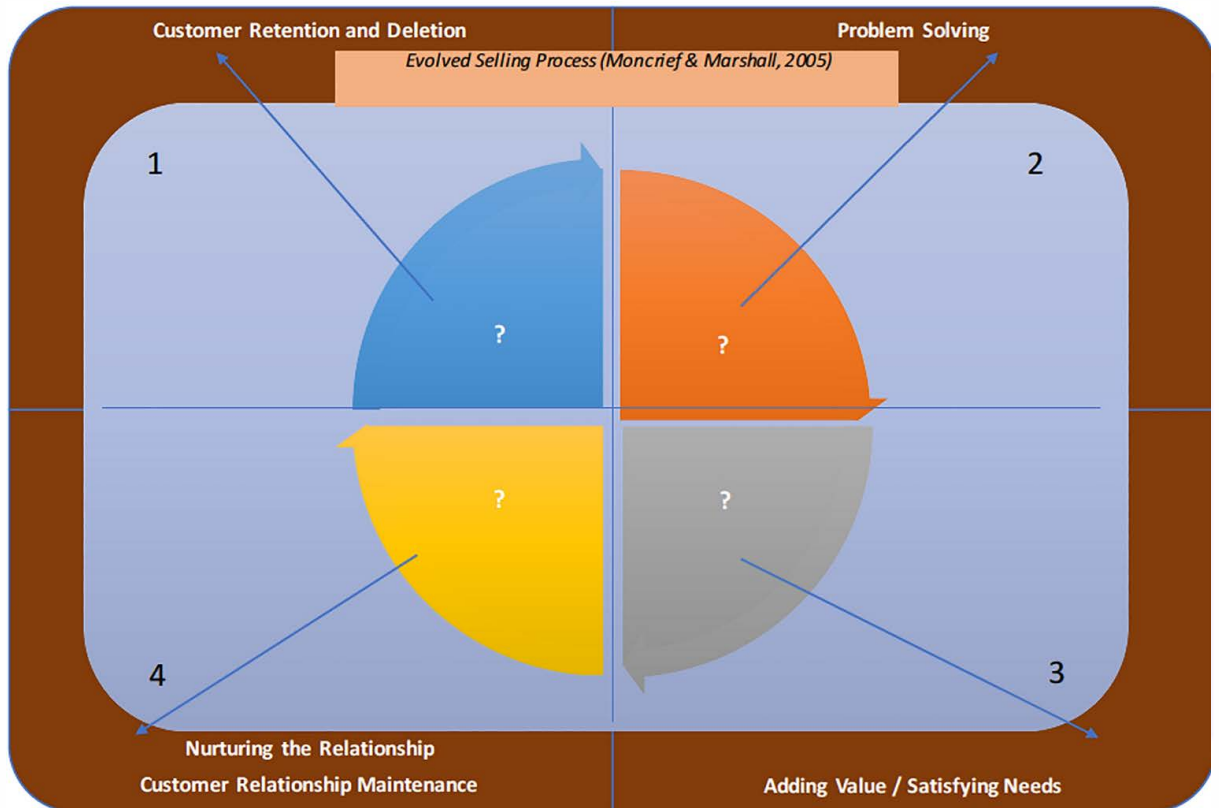 Customer Retention and Deletion
Problem Solving
Evolved Selling Process (Moncrief & Marshall, 2005)
1
2
?
?
?
?
4
3
Nurturing the Relationship
Customer Relationship Maintenance
Adding Value / Satisfying Needs